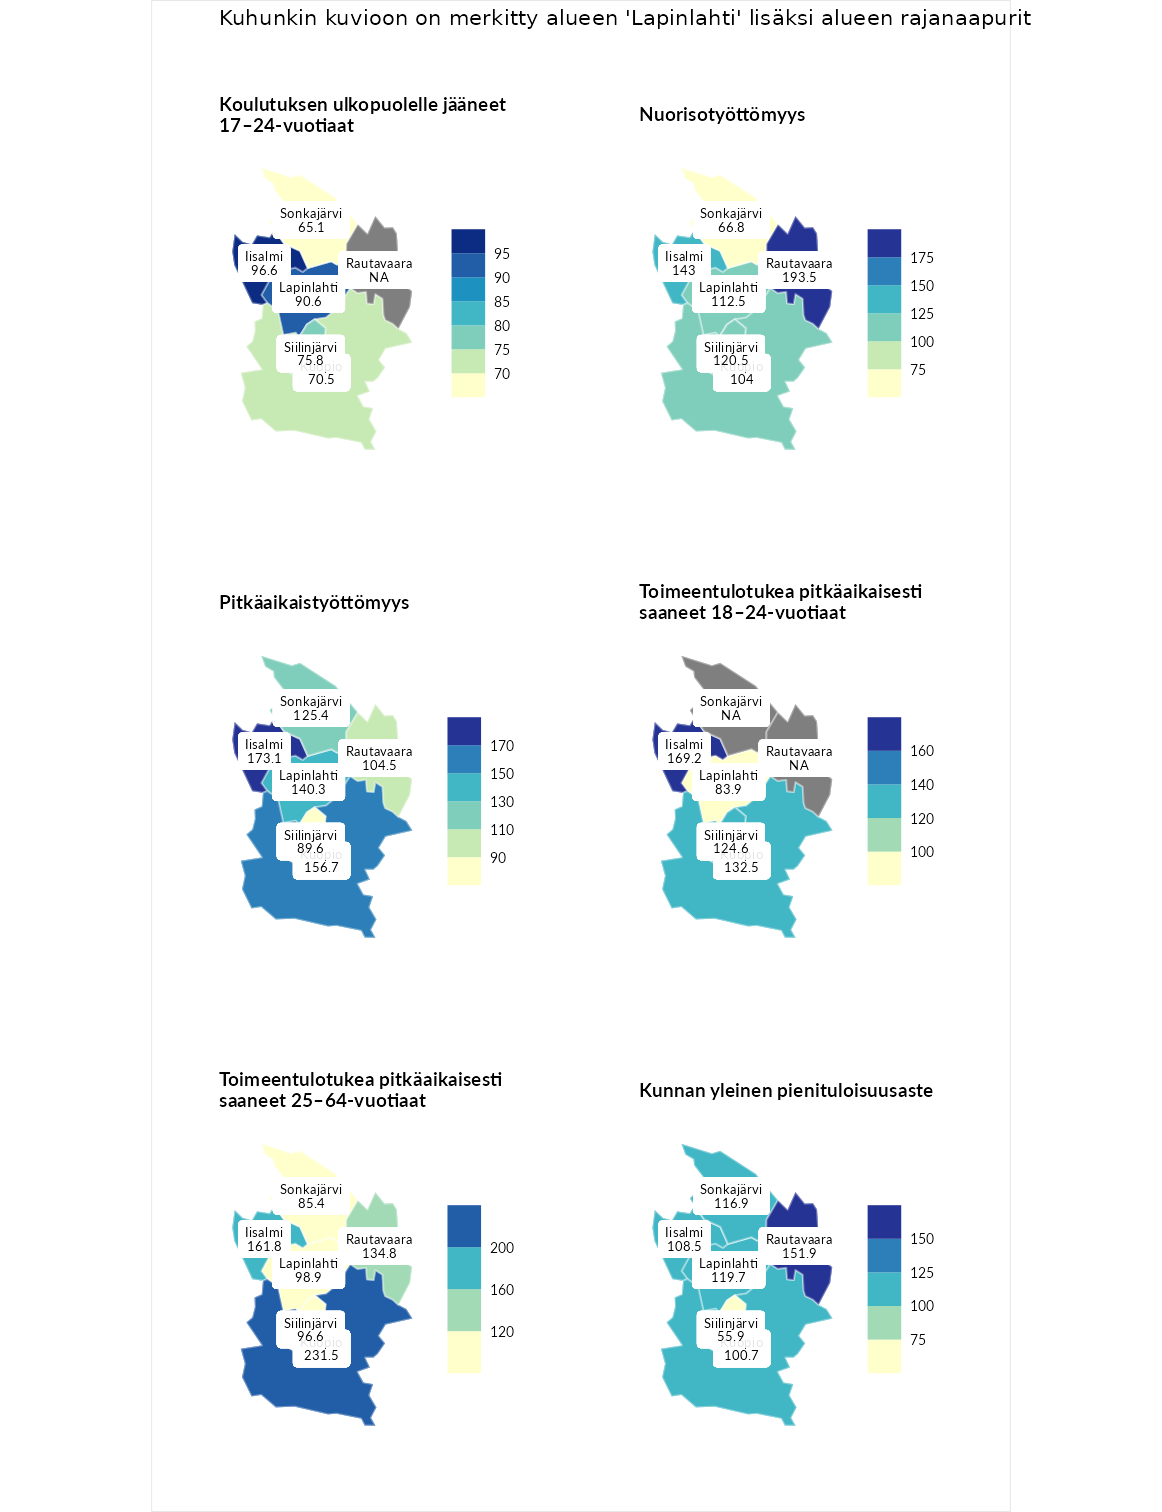 Kuhunkin kuvioon on merkitty alueen 'Lapinlahti' lisäksi alueen rajanaapurit
Koulutuksen ulkopuolelle jääneet
17–24-vuotiaat
Sonkajärvi
65.1
Iisalmi
96.6
Rautavaara
NA
Lapinlahti
90.6
Siilinjärvi
75.8
Kuopio
70.5
95
90
85
80
75
70
Nuorisotyöttömyys
Sonkajärvi
66.8
Iisalmi
143
Rautavaara
193.5
Lapinlahti
112.5
Siilinjärvi
120.5
Kuopio
104
175
150
125
100
75
Pitkäaikaistyöttömyys
Sonkajärvi
125.4
Iisalmi
173.1
Rautavaara
104.5
Lapinlahti
140.3
Siilinjärvi
89.6
Kuopio
156.7
170
150
130
110
90
Toimeentulotukea pitkäaikaisesti
saaneet 18–24-vuotiaat
Sonkajärvi
NA
Iisalmi
169.2
Rautavaara
NA
Lapinlahti
83.9
Siilinjärvi
124.6
Kuopio
132.5
160
140
120
100
Toimeentulotukea pitkäaikaisesti
saaneet 25–64-vuotiaat
Sonkajärvi
85.4
Iisalmi
161.8
Rautavaara
134.8
Lapinlahti
98.9
Siilinjärvi
96.6
Kuopio
231.5
200
160
120
Kunnan yleinen pienituloisuusaste
Sonkajärvi
116.9
Iisalmi
108.5
Rautavaara
151.9
Lapinlahti
119.7
Siilinjärvi
55.9
Kuopio
100.7
150
125
100
75